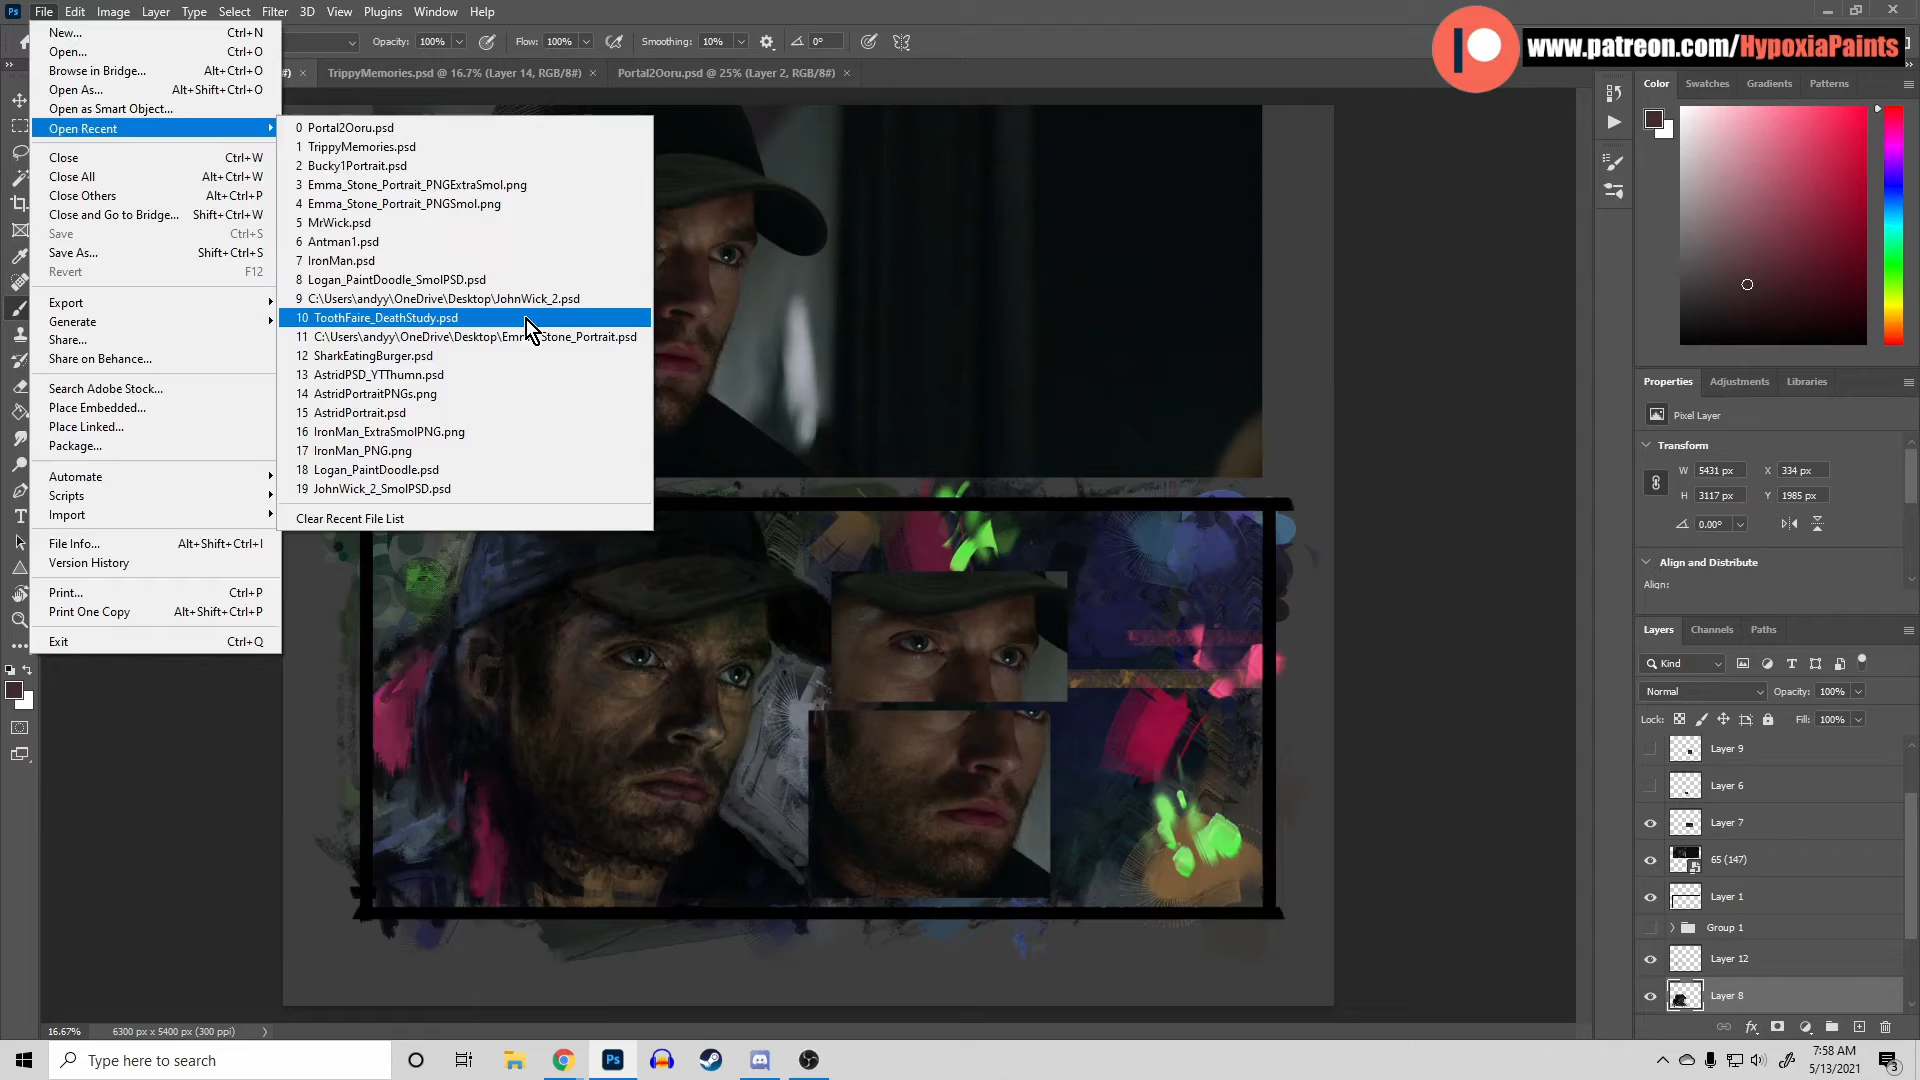 Ps File Edit Image Layer Type Select Filter 3D View Plugins Window Help
Opacity: 100% Flow: 100% Smoothing: 10% 0°
www.patreon.com/HypoxiaPaints
TrippyMemories.psd @ 16.7% (Layer 14, RGB/8#) ×
Portal2Ooru.psd @ 25% (Layer 2, RGB/8#) ×
New... Ctrl+N
Open... Ctrl+O
Browse in Bridge... Alt+Ctrl+O
Open As... Alt+Shift+Ctrl+O
Open as Smart Object...
Open Recent
Close Ctrl+W
Close All Alt+Ctrl+W
Close Others Alt+Ctrl+P
Close and Go to Bridge... Shift+Ctrl+W
Save Ctrl+S
Save As... Shift+Ctrl+S
Revert F12
Export
Generate
Share...
Share on Behance...
Search Adobe Stock...
Place Embedded...
Place Linked...
Package...
Automate
Scripts
Import
File Info... Alt+Shift+Ctrl+I
Version History
Print... Ctrl+P
Print One Copy Alt+Shift+Ctrl+P
Exit Ctrl+Q
0 Portal2Ooru.psd
1 TrippyMemories.psd
2 Bucky1Portrait.psd
3 Emma_Stone_Portrait_PNGExtraSmol.png
4 Emma_Stone_Portrait_PNGSmol.png
5 MrWick.psd
6 Antman1.psd
7 IronMan.psd
8 Logan_PaintDoodle_SmolPSD.psd
9 C:\Users\andyy\OneDrive\Desktop\JohnWick_2.psd
10 ToothFaire_DeathStudy.psd
11 C:\Users\andyy\OneDrive\Desktop\Emm Stone_Portrait.psd
12 SharkEatingBurger.psd
13 AstridPSD_YTThumn.psd
14 AstridPortraitPNGs.png
15 AstridPortrait.psd
16 IronMan_ExtraSmolPNG.png
17 IronMan_PNG.png
18 Logan_PaintDoodle.psd
19 JohnWick_2_SmolPSD.psd
Clear Recent File List
Color Swatches Gradients Patterns
Properties Adjustments Libraries
Pixel Layer
Transform
W 5431 px X 334 px
H 3117 px Y 1985 px
0.00°
Align and Distribute
Align:
Layers Channels Paths
Kind
Normal Opacity: 100%
Lock: Fill: 100%
Layer 9
Layer 6
Layer 7
65 (147)
Layer 1
Group 1
Layer 12
Layer 8
fx
16.67% 6300 px x 5400 px (300 ppi)
Type here to search
Ps
7:58 AM
5/13/2021
3